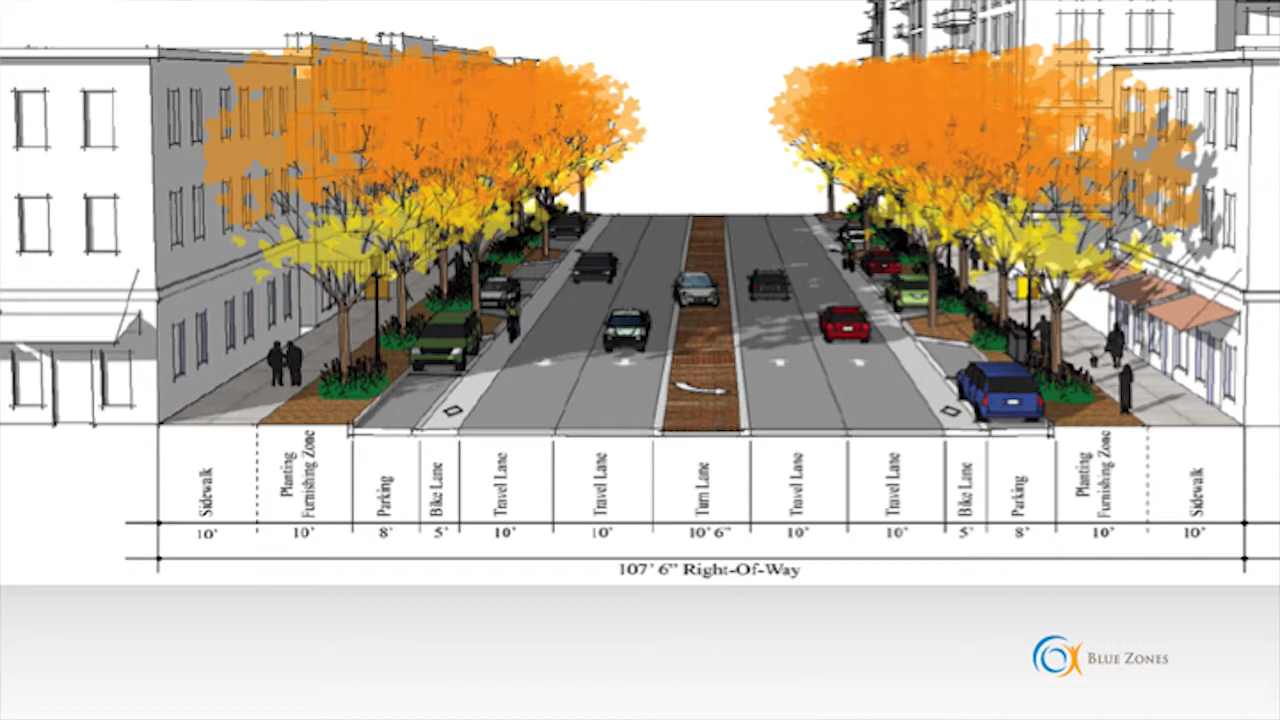 Sidewalk
Planting
Furnishing Zone
Parking
Bike Lane
Travel Lane
Travel Lane
Turn Lane
Travel Lane
Travel Lane
Bike Lane
Parking
Planting
Furnishing Zone
Sidewalk
10' 10' 8' 5' 10' 10' 10' 6" 10' 10' 5' 8' 10' 10'
107' 6" Right-Of-Way
BLUE ZONES